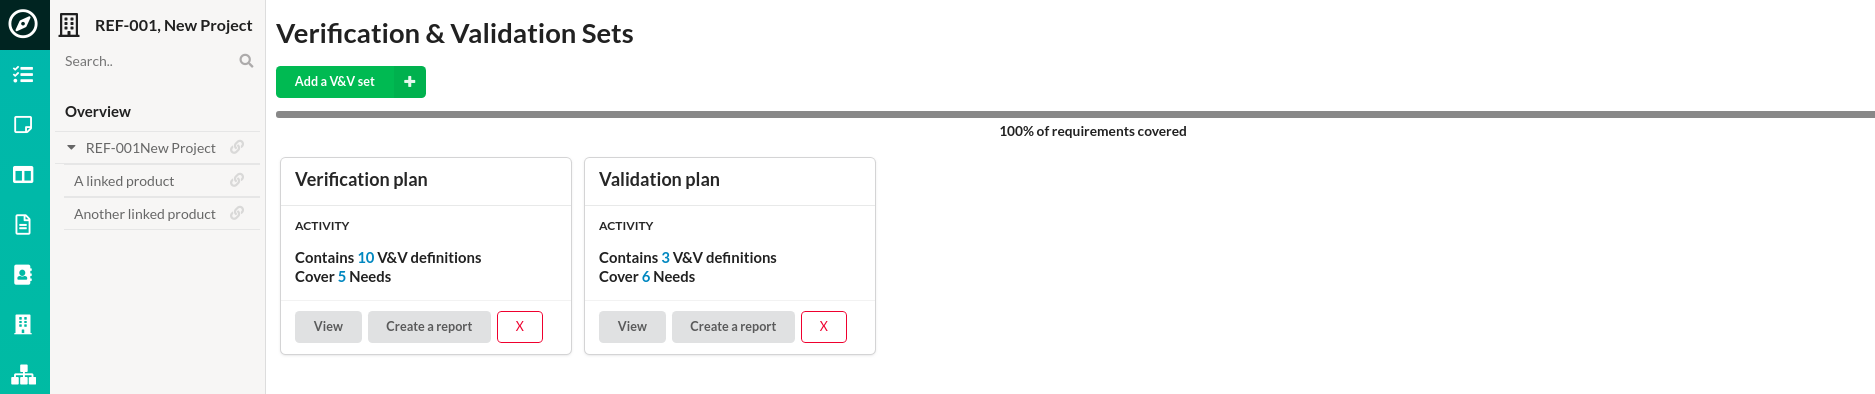 REF-001, New Project
Search..
Overview
REF-001New Project
A linked product
Another linked product
Verification & Validation Sets
Add a V&V set
100% of requirements covered
Verification plan
ACTIVITY
Contains 10 V&V definitions
Cover 5 Needs
View Create a report X
Validation plan
ACTIVITY
Contains 3 V&V definitions
Cover 6 Needs
View Create a report X